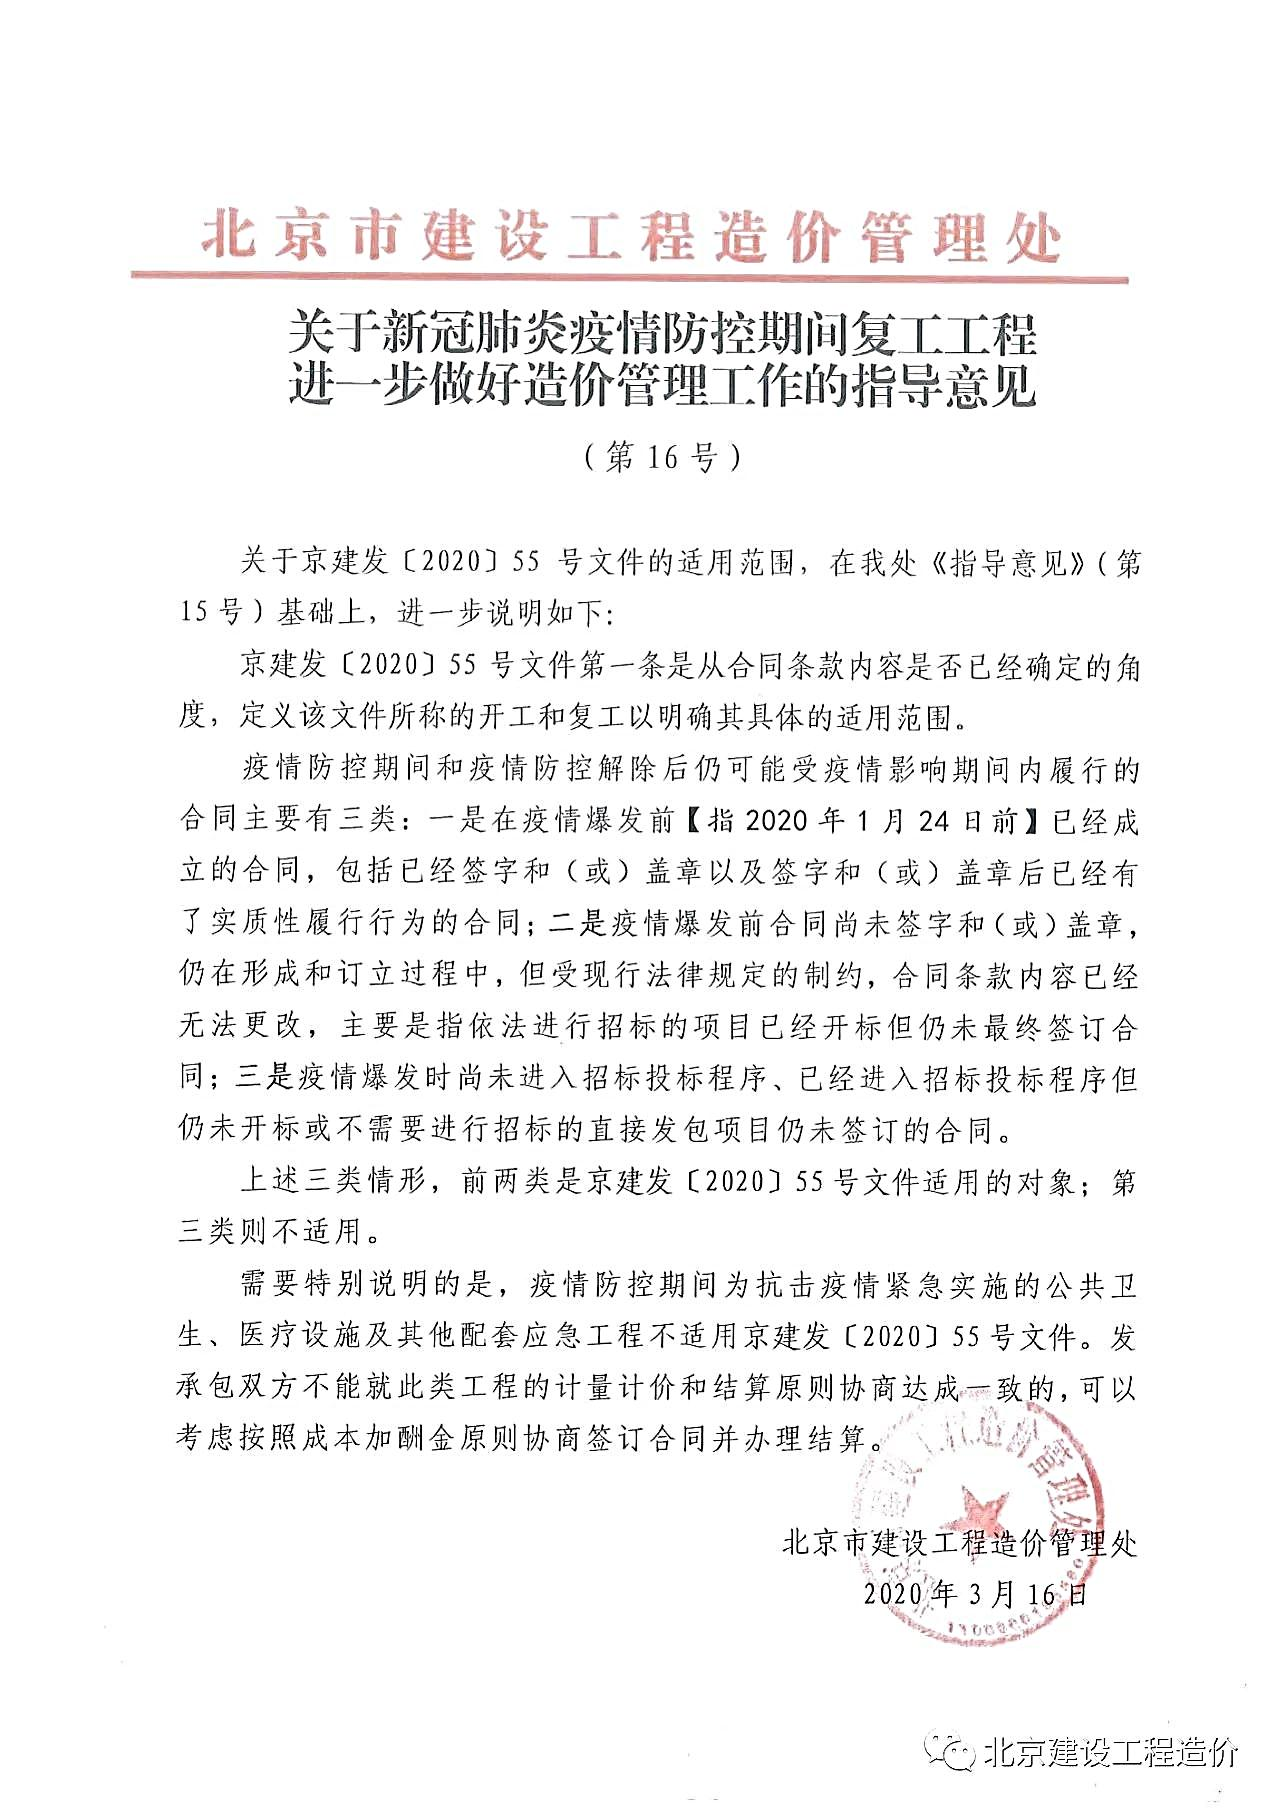 北京市建设工程造价管理处
关于新冠肺炎疫情防控期间复工工程
进一步做好造价管理工作的指导意见
（第 16 号）
关于京建发〔2020〕55 号文件的适用范围，在我处《指导意见》（第
15 号）基础上，进一步说明如下：
京建发〔2020〕55 号文件第一条是从合同条款内容是否已经确定的角
度，定义该文件所称的开工和复工以明确其具体的适用范围。
疫情防控期间和疫情防控解除后仍可能受疫情影响期间内履行的
合同主要有三类：一是在疫情爆发前【指 2020 年 1 月 24 日前】已经成
立的合同，包括已经签字和（或）盖章以及签字和（或）盖章后已经有
了实质性履行行为的合同；二是疫情爆发前合同尚未签字和（或）盖章，
仍在形成和订立过程中，但受现行法律规定的制约，合同条款内容已经
无法更改，主要是指依法进行招标的项目已经开标但仍未最终签订合
同；三是疫情爆发时尚未进入招标投标程序、已经进入招标投标程序但
仍未开标或不需要进行招标的直接发包项目仍未签订的合同。
上述三类情形，前两类是京建发〔2020〕55 号文件适用的对象；第
三类则不适用。
需要特别说明的是，疫情防控期间为抗击疫情紧急实施的公共卫
生、医疗设施及其他配套应急工程不适用京建发〔2020〕55 号文件。发
承包双方不能就此类工程的计量计价和结算原则协商达成一致的，可以
考虑按照成本加酬金原则协商签订合同并办理结算。
北京市建设工程造价管理处
2020 年 3 月 16 日
北京建设工程造价